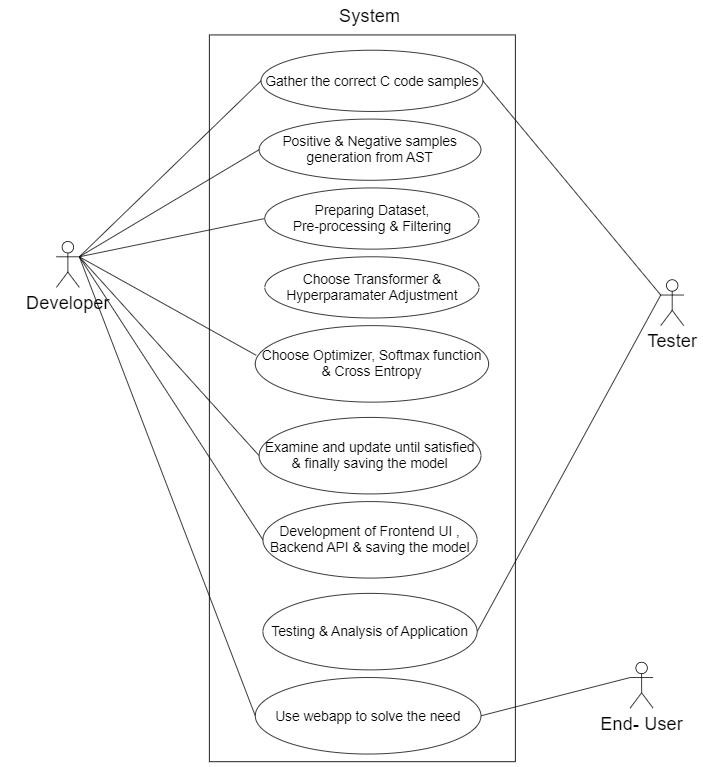 System
Gather the correct C code samples
Positive & Negative samples
generation from AST
Preparing Dataset,
Pre-processing & Filtering
Developer
Choose Transformer &
Hyperparamater Adjustment
Tester
Choose Optimizer, Softmax function
& Cross Entropy
Examine and update until satisfied
& finally saving the model
Development of Frontend UI ,
Backend API & saving the model
Testing & Analysis of Application
Use webapp to solve the need
End- User